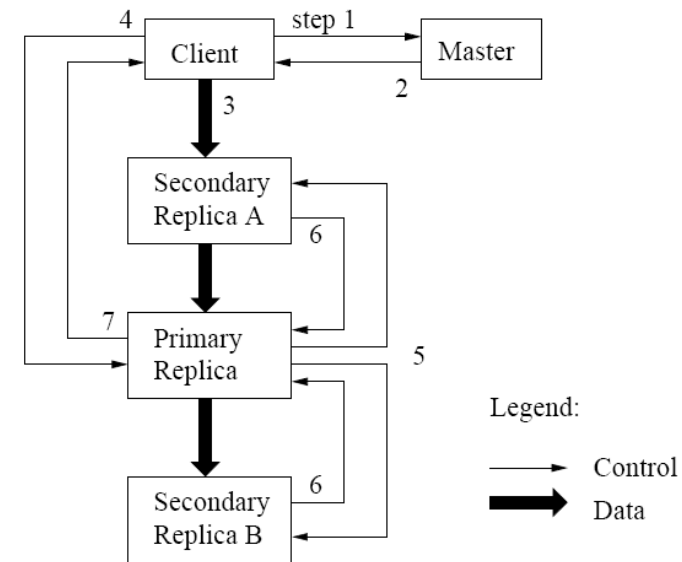 4
step 1
Client
Master
2
3
Secondary
Replica A
6
7
Primary
Replica
5
Legend:
Control
6
Secondary
Replica B
Data